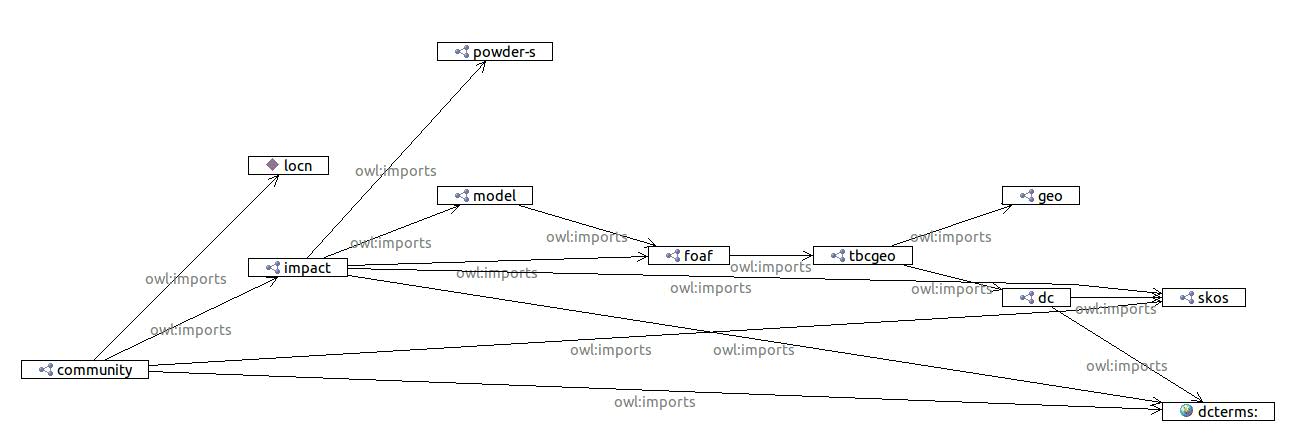 powder-s
locn
owl:imports
model
geo
owl:imports
owl:imports
owl:imports
foaf
tbcgeo
impact
owl:imports
owl:imports
owl:imports
owl:imports
owl:imports
dc
skos
owl:imports
owl:imports
owl:imports
owl:imports
community
owl:imports
owl:imports
dcterms: